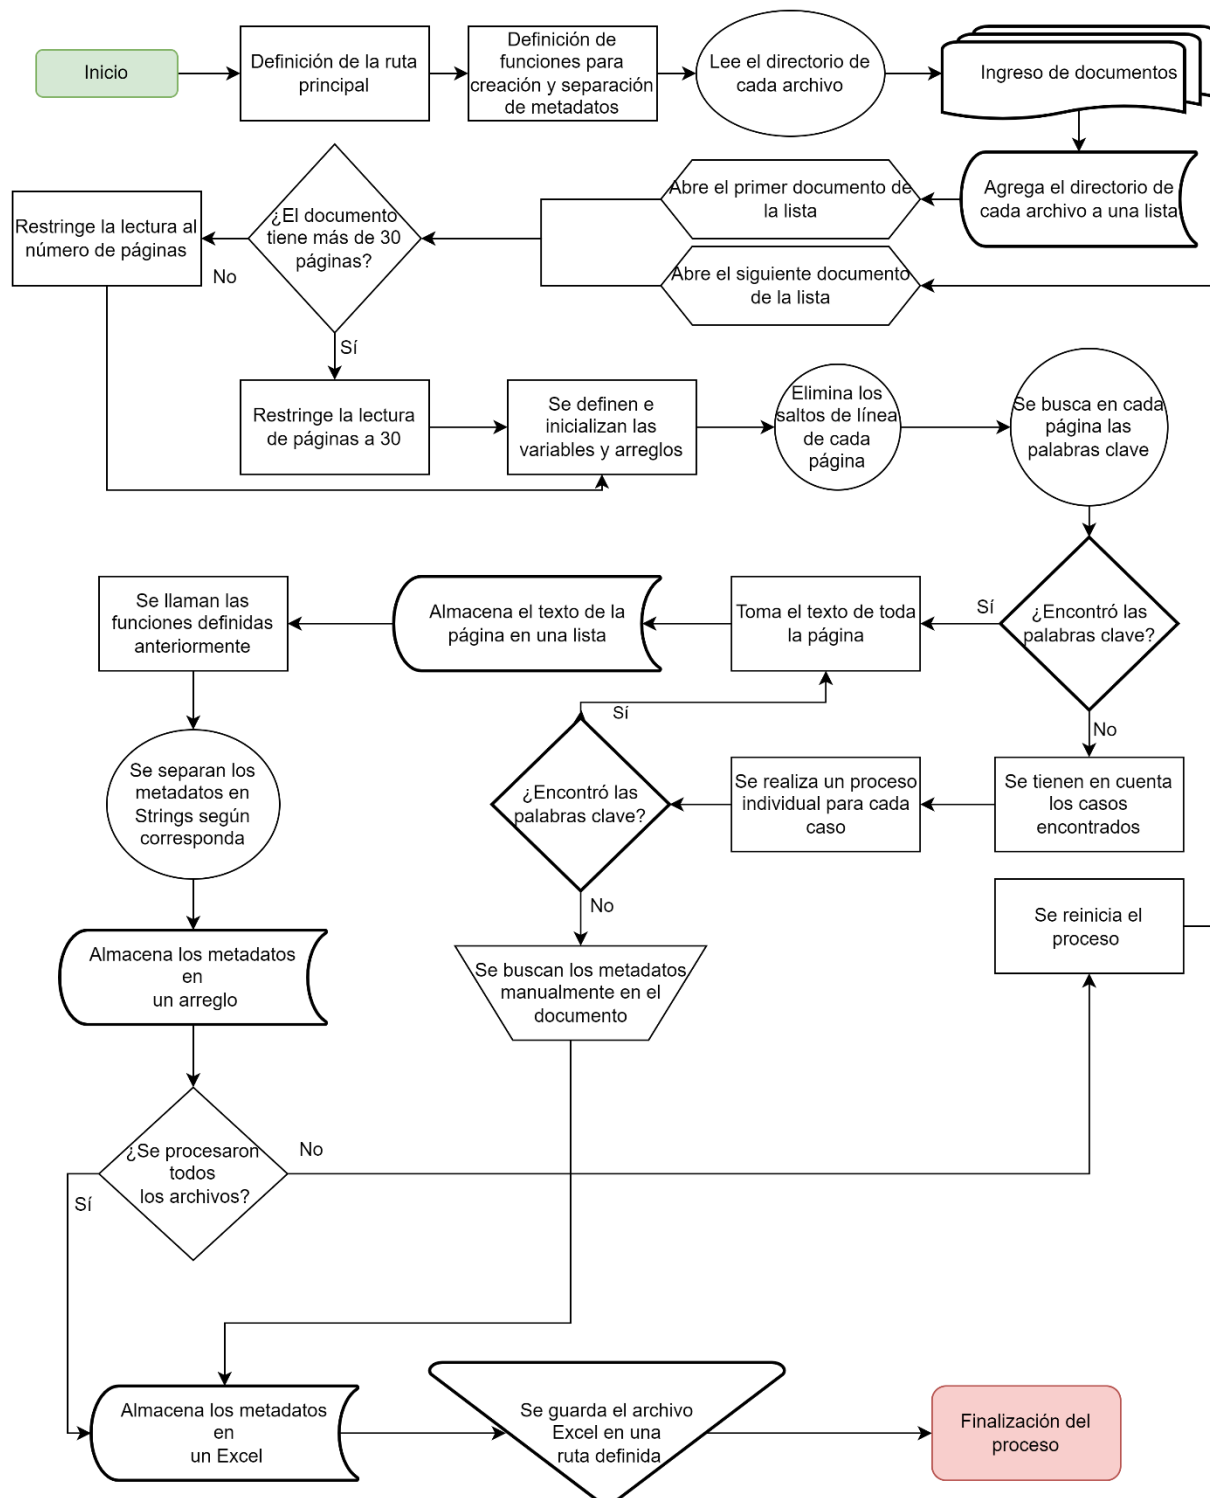 Inicio
Definición de la ruta
principal
Definición de
funciones para
creación y separación
de metadatos
Lee el directorio de
cada archivo
Ingreso de documentos
Agrega el directorio de
cada archivo a una lista
Abre el primer documento de
la lista
Abre el siguiente documento
de la lista
¿El documento
tiene más de 30
páginas?
No
Restringe la lectura al
número de páginas
Sí
Restringe la lectura
de páginas a 30
Se definen e
inicializan las
variables y arreglos
Elimina los
saltos de línea
de cada
página
Se busca en cada
página las
palabras clave
¿Encontró las
palabras clave?
Sí
Toma el texto de toda
la página
Almacena el texto de la
página en una lista
Se llaman las
funciones definidas
anteriormente
No
Se tienen en cuenta
los casos
encontrados
Se realiza un proceso
individual para cada
caso
¿Encontró las
palabras clave?
Sí
No
Se buscan los metadatos
manualmente en el
documento
Se separan los
metadatos en
Strings según
corresponda
Almacena los metadatos
en
un arreglo
¿Se procesaron
todos
los archivos?
No
Se reinicia el
proceso
Sí
Almacena los metadatos
en
un Excel
Se guarda el archivo
Excel en una
ruta definida
Finalización del
proceso